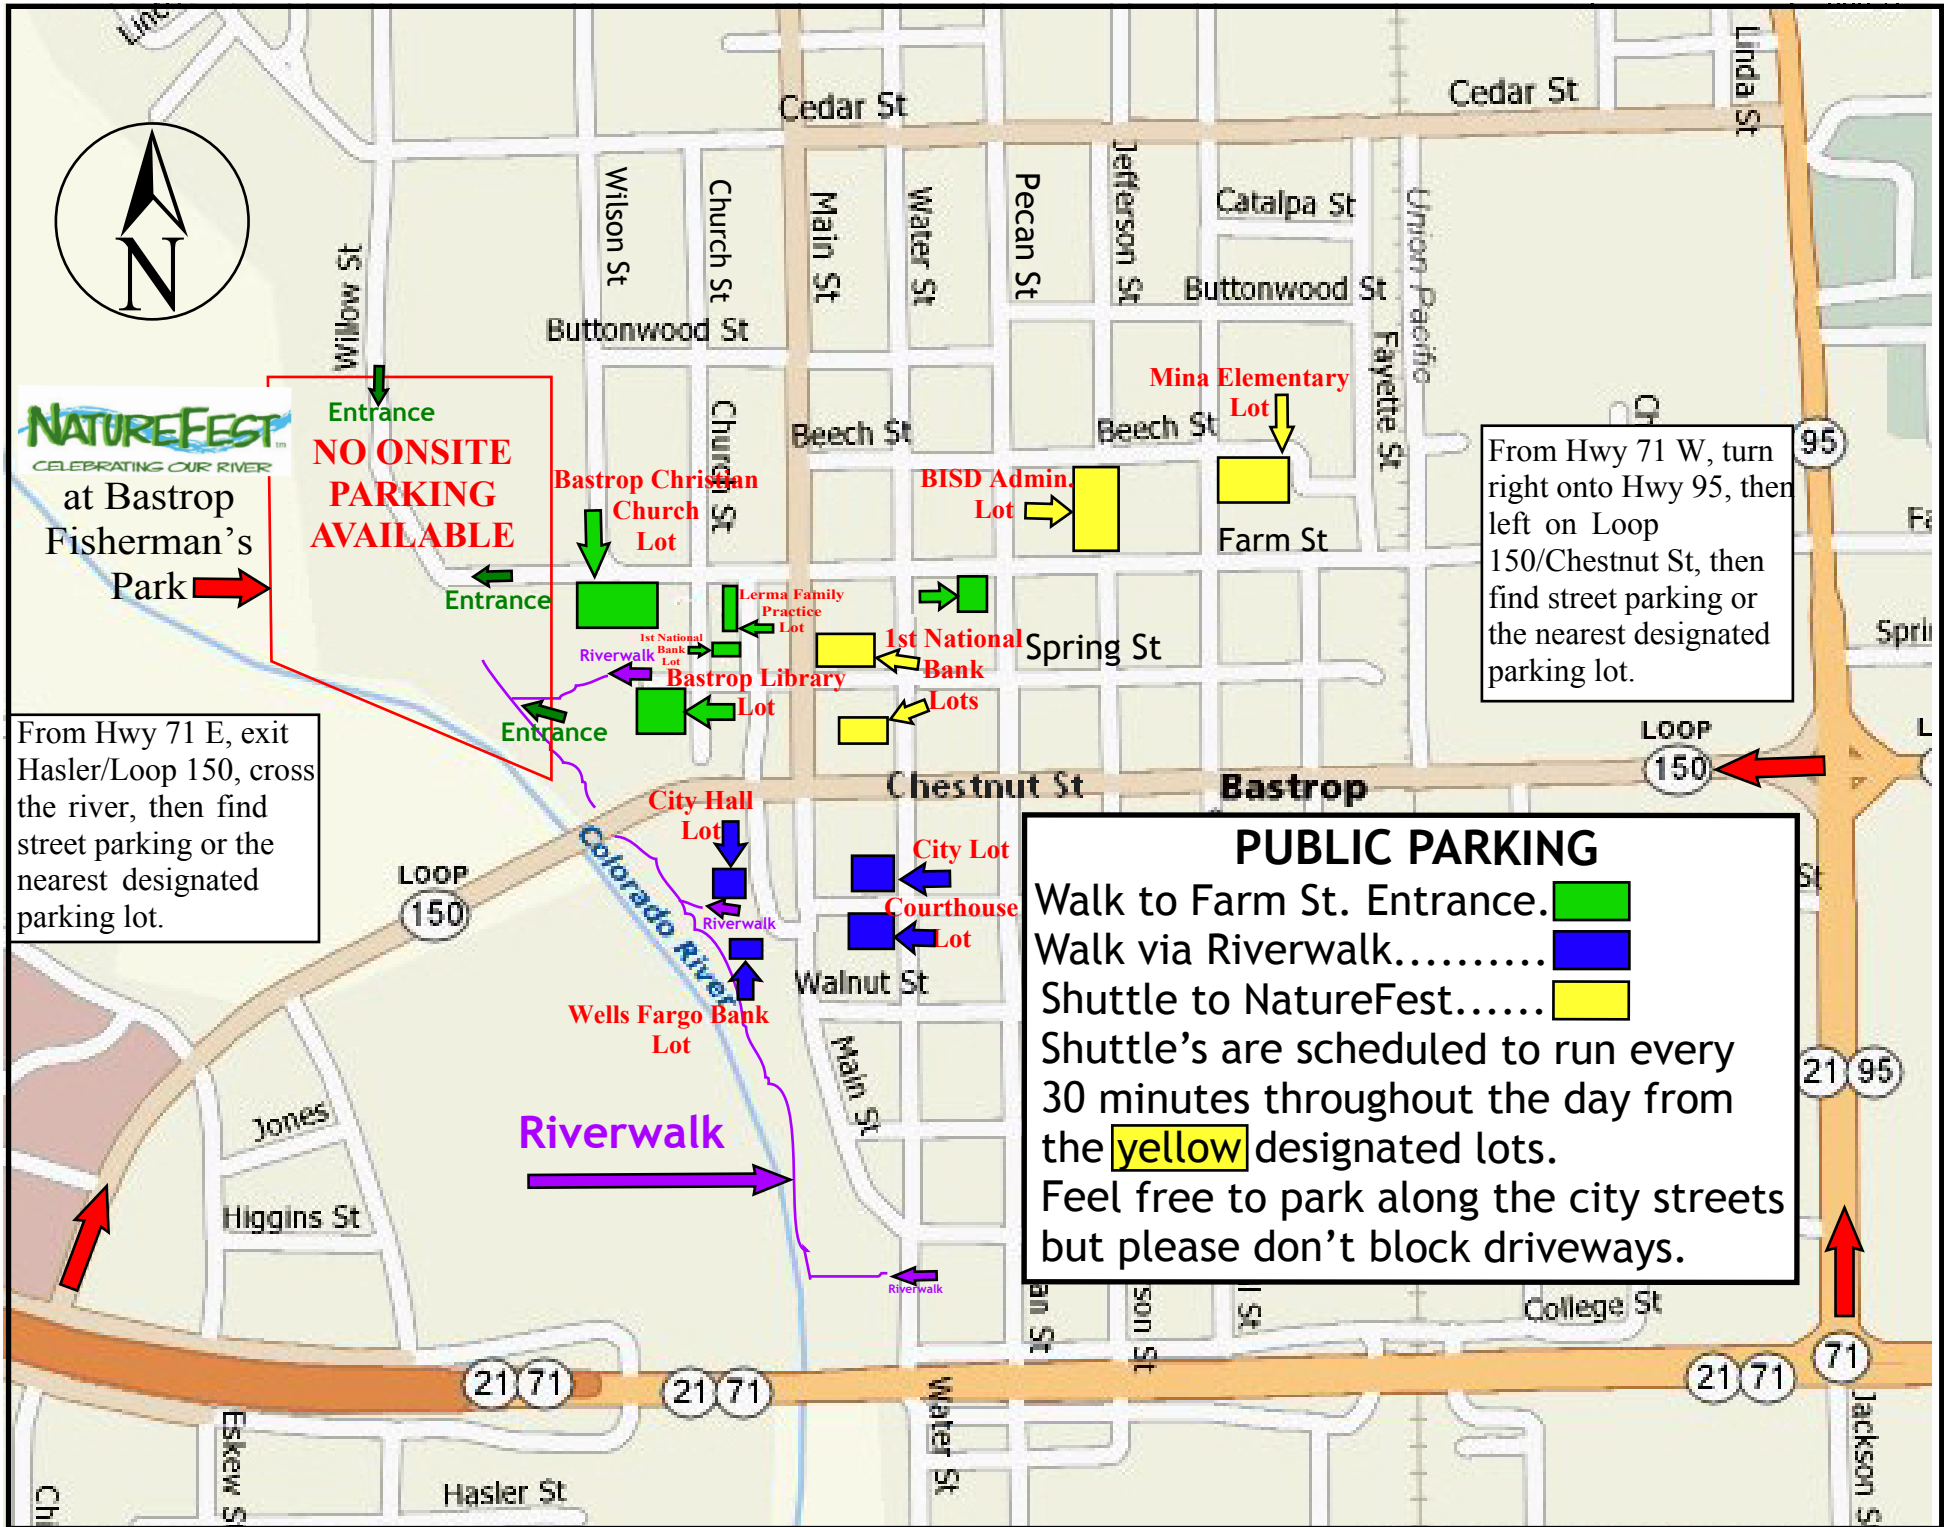 Cedar St
Cedar St
Linda St
N
Willow St
Wilson St
Church St
Main St
Water St
Pecan St
Jefferson St
Catalpa St
Union Pacific
Buttonwood St
Buttonwood St
Fayette St
NATUREFEST
CELEBRATING OUR RIVER
at Bastrop
Fisherman's
Park
Entrance
NO ONSITE
PARKING
AVAILABLE
Entrance
Entrance
Bastrop Christian
Church
Lot
Church St
Beech St
Beech St
Mina Elementary
Lot
BISD Admin.
Lot
Farm St
95
From Hwy 71 W, turn
right onto Hwy 95, then
left on Loop
150/Chestnut St, then
find street parking or
the nearest designated
parking lot.
Lerma Family
Practice
Lot
1st National
Bank
Lot
Riverwalk
Bastrop Library
Lot
1st National
Bank
Lots
Spring St
From Hwy 71 E, exit
Hasler/Loop 150, cross
the river, then find
street parking or the
nearest designated
parking lot.
LOOP
150
LOOP
150
Chestnut St
Bastrop
City Hall
Lot
City Lot
Courthouse
Lot
Riverwalk
Colorado River
Walnut St
Wells Fargo Bank
Lot
Main St
PUBLIC PARKING
Walk to Farm St. Entrance.
Walk via Riverwalk..........
Shuttle to NatureFest......
Shuttle's are scheduled to run every
30 minutes throughout the day from
the yellow designated lots.
Feel free to park along the city streets
but please don't block driveways.
St
21 95
Jones
Higgins St
Riverwalk
Riverwalk
an St
son St
l St
College St
21 71
21 71
21 71
71
Water St
Jackson S
Eskew S
Hasler St
Chi
Spri
Fa